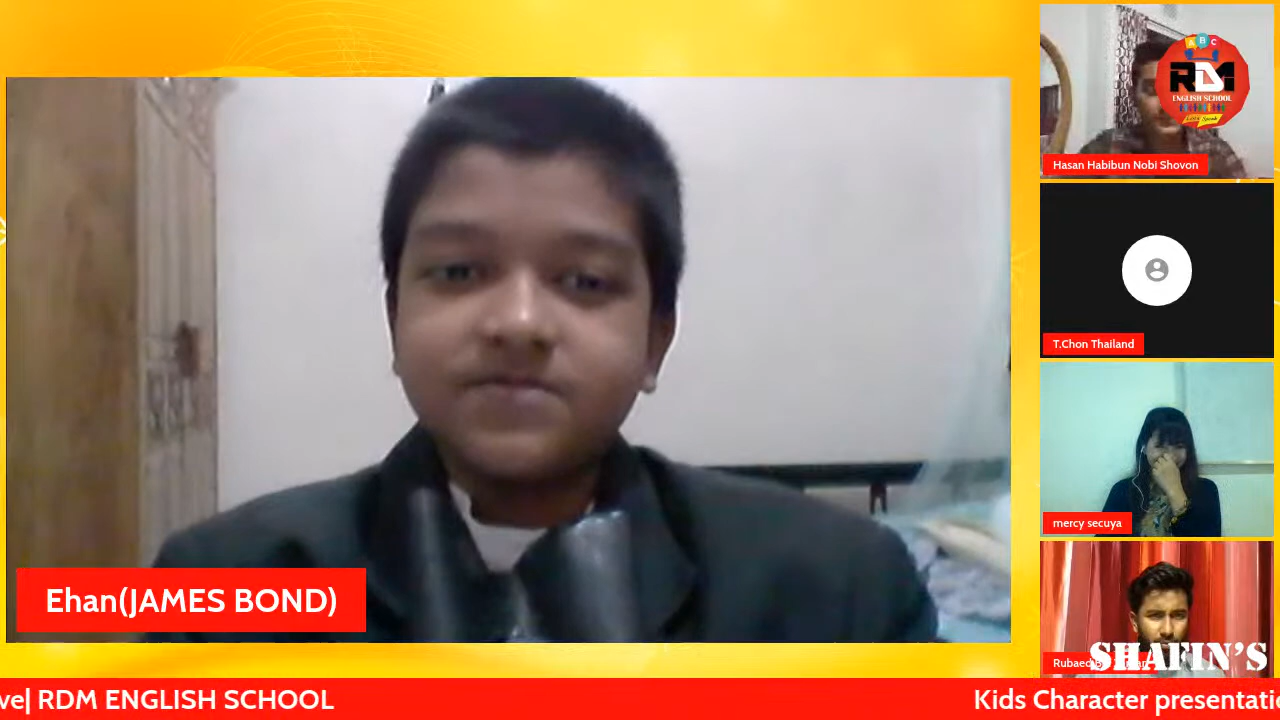 Ehan(JAMES BOND)
A B C
RDM
ENGLISH SCHOOL
Hasan Habibun Nobi Shovon
T.Chon Thailand
mercy secuya
SHAFIN'S
ve| RDM ENGLISH SCHOOL
Kids Character presentatio